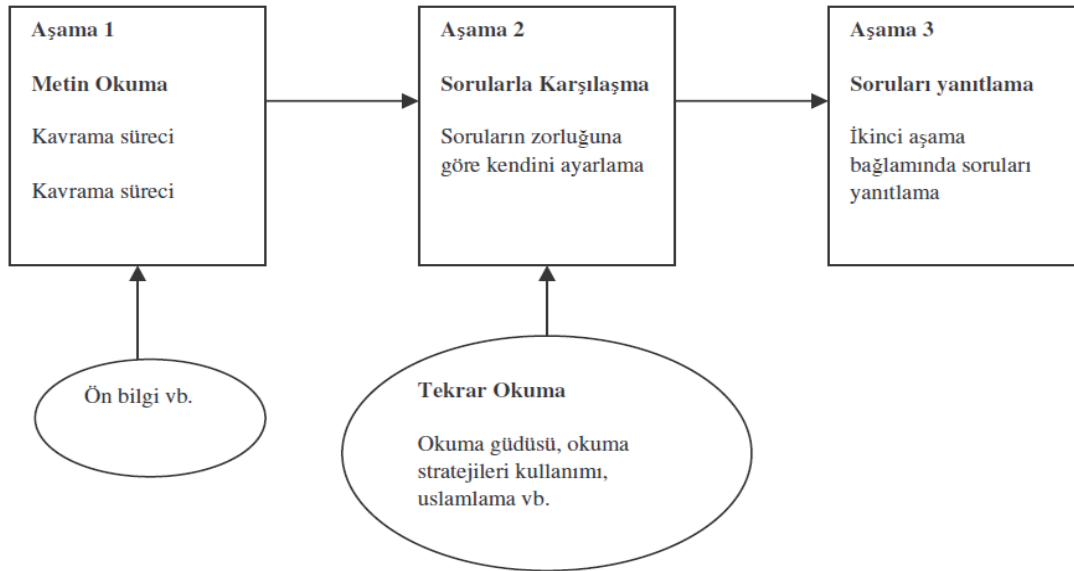 Aşama 1
Metin Okuma
Kavrama süreci
Kavrama süreci
Aşama 2
Sorularla Karşılaşma
Soruların zorluğuna
göre kendini ayarlama
Aşama 3
Soruları yanıtlama
İkinci aşama
bağlamında soruları
yanıtlama
Ön bilgi vb.
Tekrar Okuma
Okuma güdüsü, okuma
stratejileri kullanımı,
uslamlama vb.